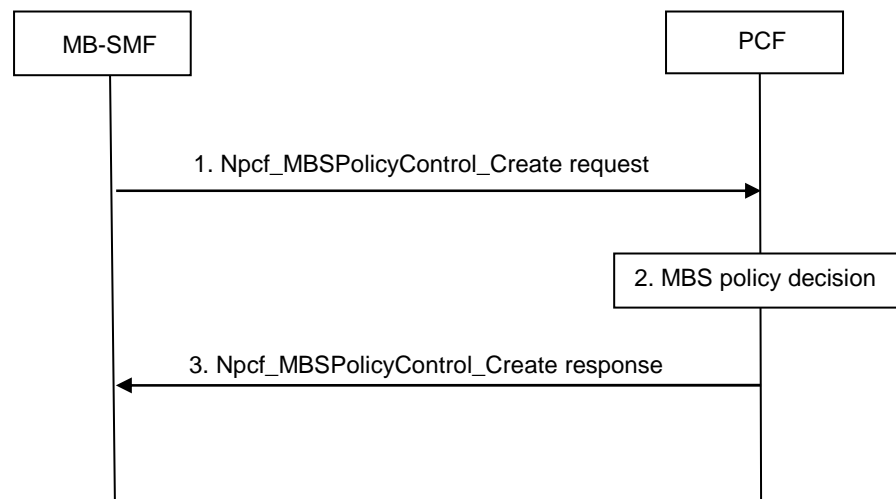 MB-SMF
PCF
1. Npcf_MBSPolicyControl_Create request
2. MBS policy decision
3. Npcf_MBSPolicyControl_Create response